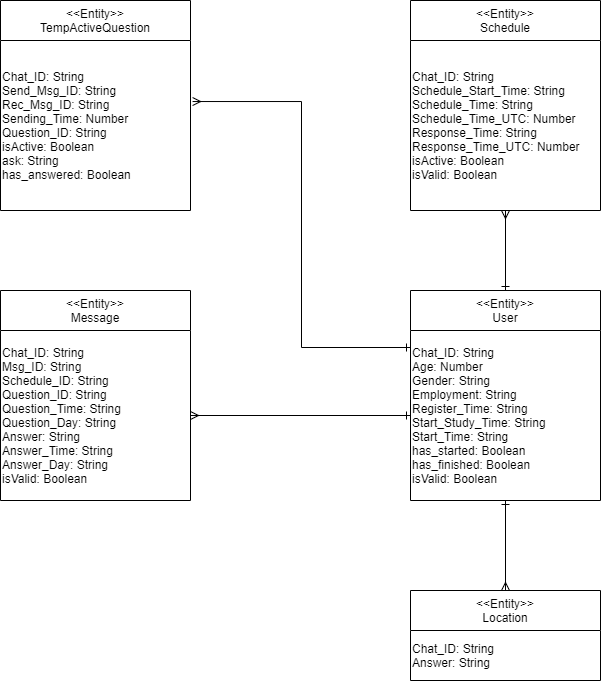 <<Entity>>
TempActiveQuestion
Chat_ID: String
Send_Msg_ID: String
Rec_Msg_ID: String
Sending_Time: Number
Question_ID: String
isActive: Boolean
ask: String
has_answered: Boolean
<<Entity>>
Schedule
Chat_ID: String
Schedule_Start_Time: String
Schedule_Time: String
Schedule_Time_UTC: Number
Response_Time: String
Response_Time_UTC: Number
isActive: Boolean
isValid: Boolean
<<Entity>>
Message
Chat_ID: String
Msg_ID: String
Schedule_ID: String
Question_ID: String
Question_Time: String
Question_Day: String
Answer: String
Answer_Time: String
Answer_Day: String
isValid: Boolean
<<Entity>>
User
Chat_ID: String
Age: Number
Gender: String
Employment: String
Register_Time: String
Start_Study_Time: String
Start_Time: String
has_started: Boolean
has_finished: Boolean
isValid: Boolean
<<Entity>>
Location
Chat_ID: String
Answer: String